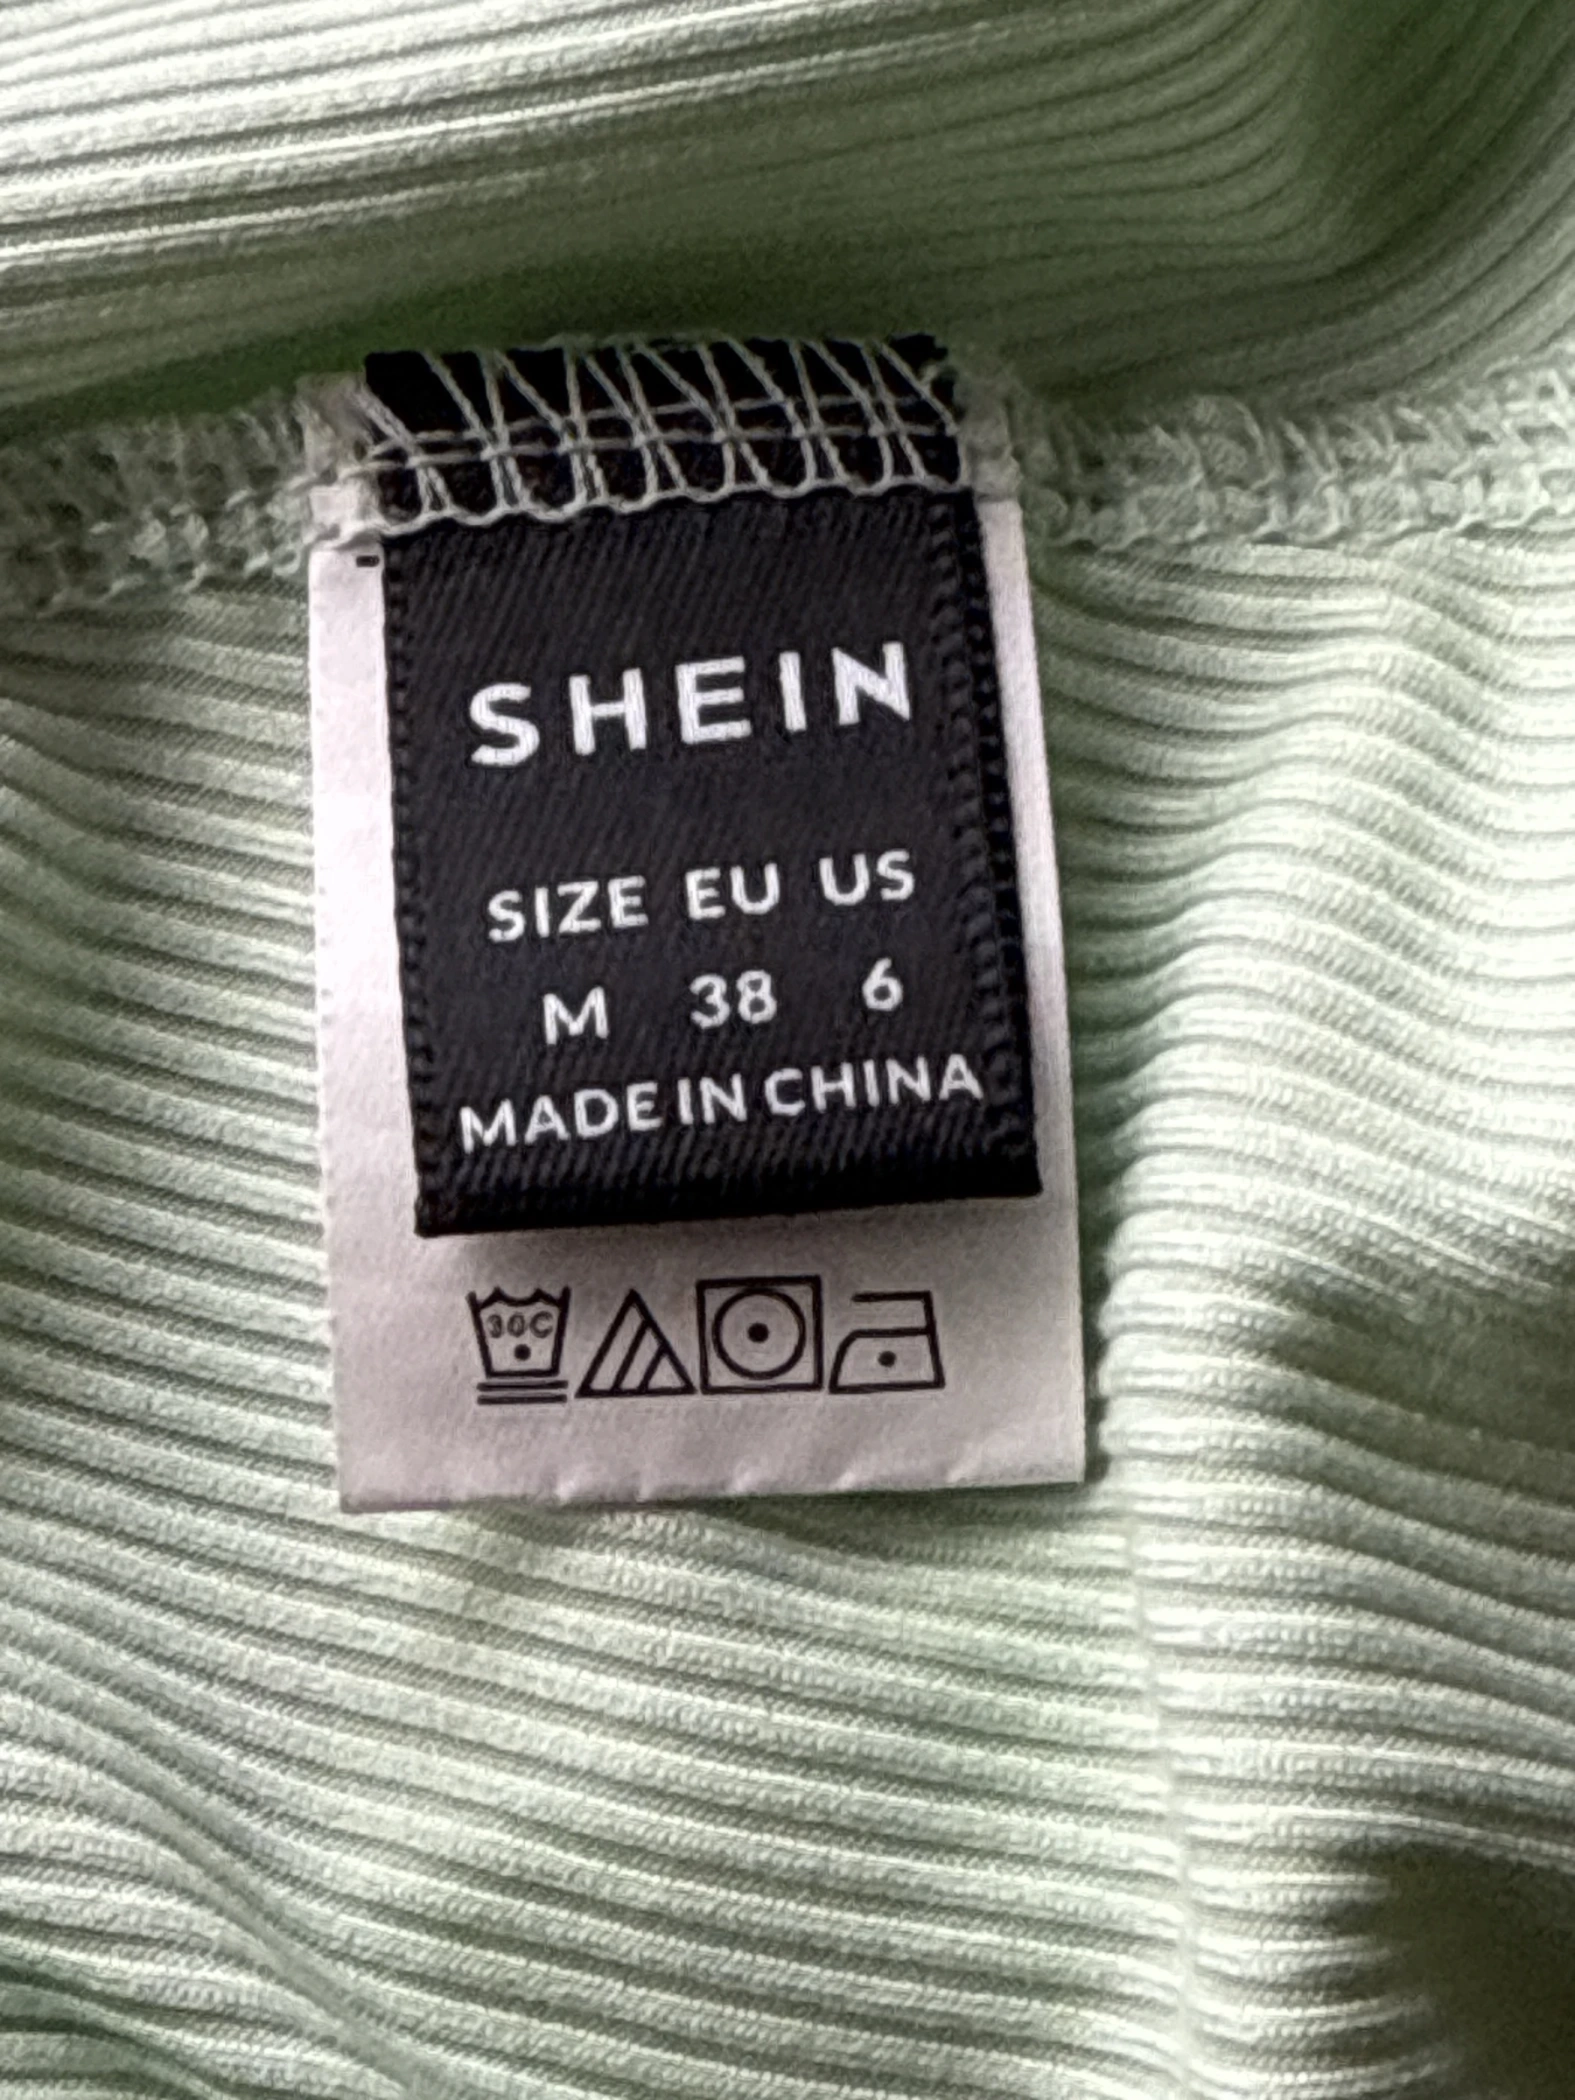 SHEIN
SIZE EU US
M 38 6
MADE IN CHINA
30C